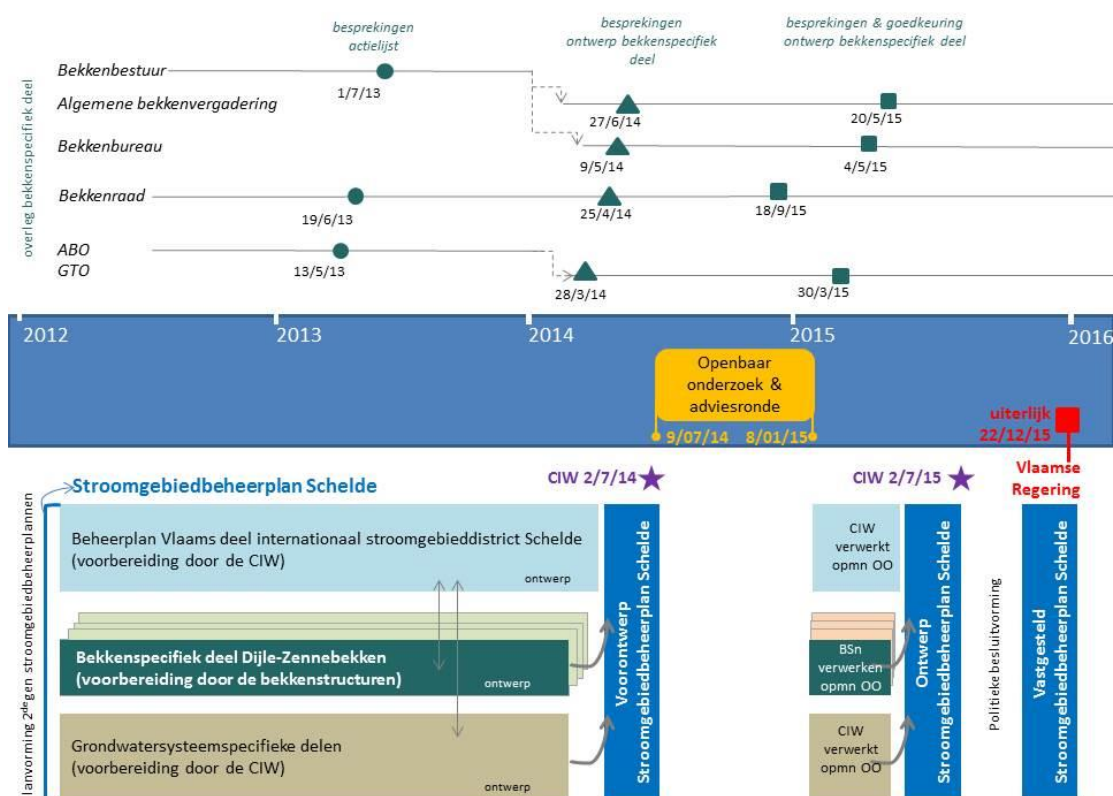 besprekingen
actielijst
besprekingen
ontwerp bekkenspecifiek
deel
besprekingen & goedkeuring
ontwerp bekkenspecifiek deel
overleg bekkenspecifiek deel
Bekkenbestuur
1/7/13
Algemene bekkenvergadering
27/6/14
20/5/15
Bekkenbureau
9/5/14
4/5/15
Bekkenraad
19/6/13
25/4/14
18/9/15
ABO
GTO
13/5/13
28/3/14
30/3/15
2012
2013
2014
2015
2016
Openbaar
onderzoek &
adviesronde
9/07/14
8/01/15
uiterlijk
22/12/15
Vlaamse
Regering
CIW 2/7/14
CIW 2/7/15
lanvorming 2de gen stroomgebiedbeheerplannen
Stroomgebiedbeheerplan Schelde
Beheerplan Vlaams deel internationaal stroomgebieddistrict Schelde
(voorbereiding door de CIW)
ontwerp
Bekkenspecifiek deel Dijle-Zennebekken
(voorbereiding door de bekkenstructuren)
ontwerp
Grondwatersysteemspecifieke delen
(voorbereiding door de CIW)
ontwerp
Voorontwerp
Stroomgebiedbeheerplan Schelde
CIW
verwerkt
opmn OO
BSn
verwerken
opmn OO
CIW
verwerkt
opmn OO
Ontwerp
Stroomgebiedbeheerplan Schelde
Politieke besluitvorming
Vastgesteld
Stroomgebiedbeheerplan Schelde